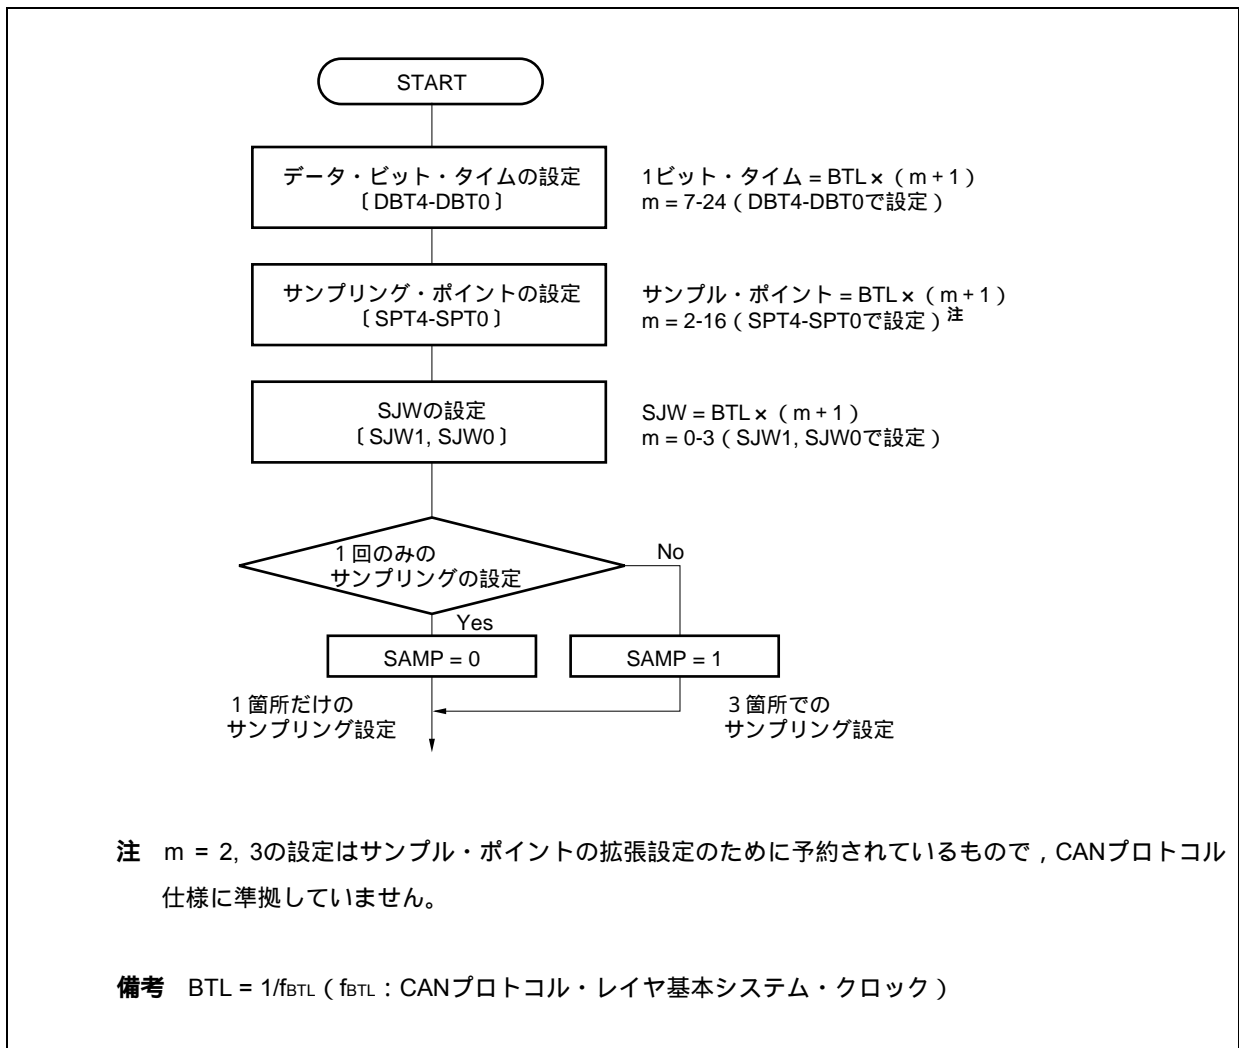 START
データ・ビット・タイムの設定
〔DBT4-DBT0〕
1ビット・タイム = BTL×（m+1）
m = 7-24（DBT4-DBT0で設定）
サンプリング・ポイントの設定
〔SPT4-SPT0〕
サンプル・ポイント = BTL×（m+1）
m = 2-16（SPT4-SPT0で設定）注
SJWの設定
〔SJW1, SJW0〕
SJW = BTL×（m+1）
m = 0-3（SJW1, SJW0で設定）
1回のみの
サンプリングの設定
No
Yes
SAMP = 0
SAMP = 1
1箇所だけの
サンプリング設定
3箇所での
サンプリング設定
注　m = 2, 3の設定はサンプル・ポイントの拡張設定のために予約されているもので，CANプロトコル
仕様に準拠していません。
備考　BTL = 1/fBTL（fBTL：CANプロトコル・レイヤ基本システム・クロック）